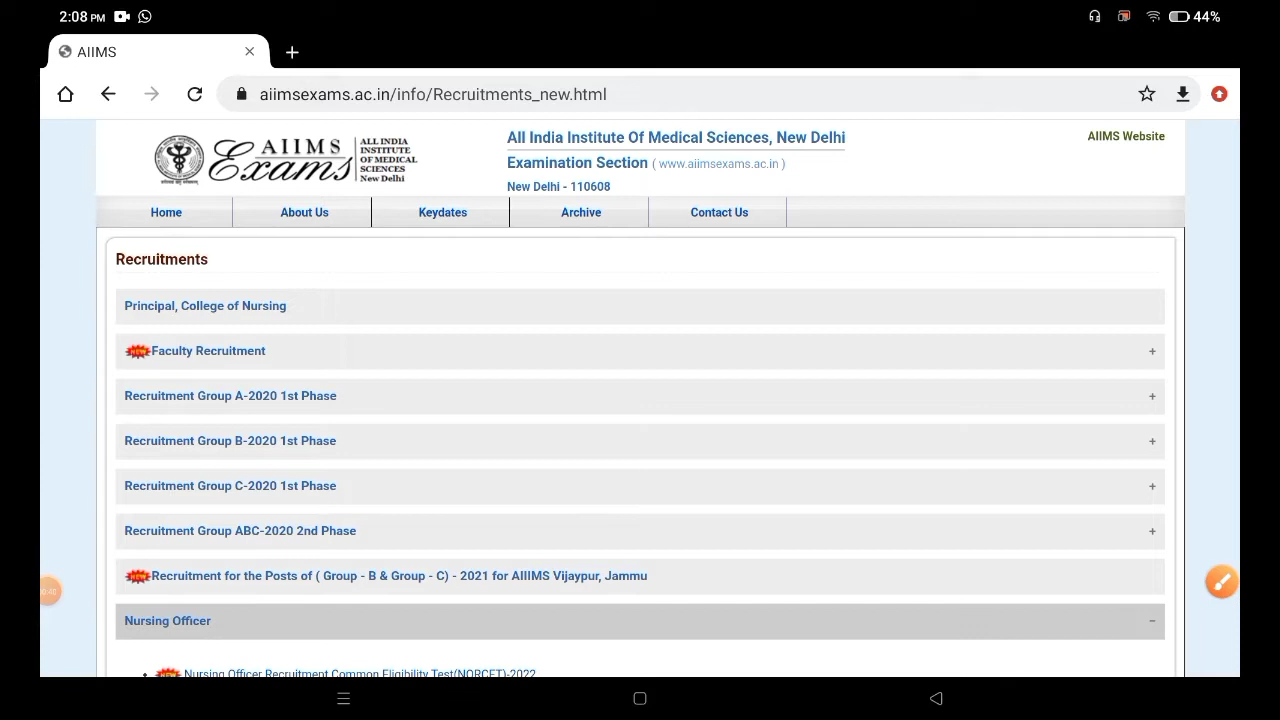 2:08 PM
44%
AIIMS
aiimsexams.ac.in/info/Recruitments_new.html
AIIMS
Exams
ALL INDIA
INSTITUTE
OF MEDICAL
SCIENCES
New Delhi
All India Institute Of Medical Sciences, New Delhi
Examination Section ( www.aiimsexams.ac.in )
New Delhi - 110608
AIIMS Website
Home About Us Keydates Archive Contact Us
Recruitments
Principal, College of Nursing
NEW Faculty Recruitment +
Recruitment Group A-2020 1st Phase +
Recruitment Group B-2020 1st Phase +
Recruitment Group C-2020 1st Phase +
Recruitment Group ABC-2020 2nd Phase +
NEW Recruitment for the Posts of ( Group - B & Group - C) - 2021 for AIIIMS Vijaypur, Jammu
Nursing Officer −
Nursing Officer Recruitment Common Eligibility Test(NORCET)-2022